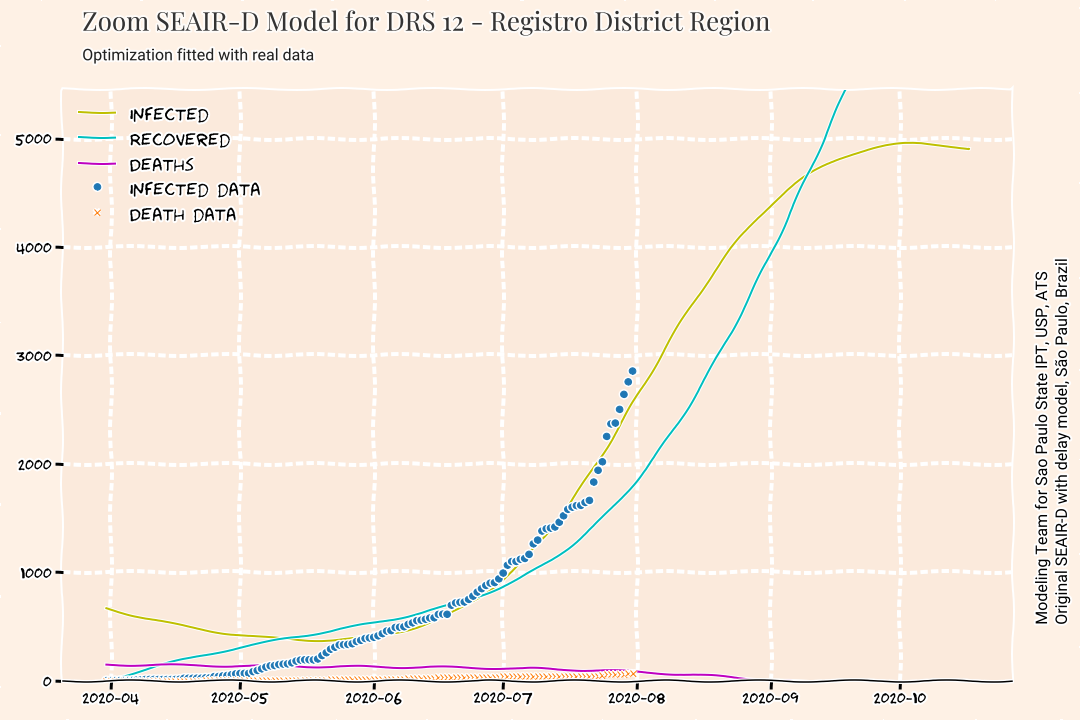 Zoom SEAIR-D Model for DRS 12 - Registro District Region
Optimization fitted with real data
INFECTED
RECOVERED
DEATHS
INFECTED DATA
DEATH DATA
5000
4000
3000
2000
1000
0
2020-04 2020-05 2020-06 2020-07 2020-08 2020-09 2020-10
Modeling Team for Sao Paulo State IPT, USP, ATS
Original SEAIR-D with delay model, São Paulo, Brazil